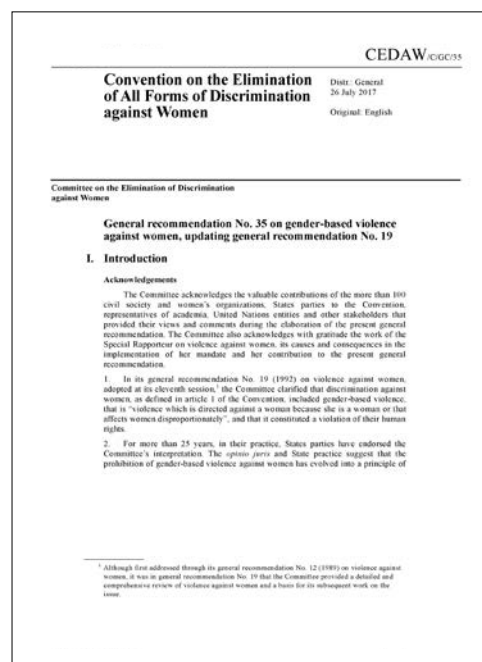 CEDAW/C/GC/35
Convention on the Elimination
of All Forms of Discrimination
against Women
Distr.: General
26 July 2017
Original: English
Committee on the Elimination of Discrimination
against Women
General recommendation No. 35 on gender-based violence
against women, updating general recommendation No. 19
I. Introduction
Acknowledgements
The Committee acknowledges the valuable contributions of the more than 100
civil society and women's organizations, States parties to the Convention,
representatives of academia, United Nations entities and other stakeholders that
provided their views and comments during the elaboration of the present general
recommendation. The Committee also acknowledges with gratitude the work of the
Special Rapporteur on violence against women, its causes and consequences in the
implementation of her mandate and her contribution to the present general
recommendation.
1. In its general recommendation No. 19 (1992) on violence against women,
adopted at its eleventh session,¹ the Committee clarified that discrimination against
women, as defined in article 1 of the Convention, included gender-based violence,
that is "violence which is directed against a woman because she is a woman or that
affects women disproportionately", and that it constituted a violation of their human
rights.
2. For more than 25 years, in their practice, States parties have endorsed the
Committee's interpretation. The opinio juris and State practice suggest that the
prohibition of gender-based violence against women has evolved into a principle of
¹ Although first addressed through its general recommendation No. 12 (1989) on violence against
women, it was in general recommendation No. 19 that the Committee provided a detailed and
comprehensive review of violence against women and a basis for its subsequent work on the
issue.